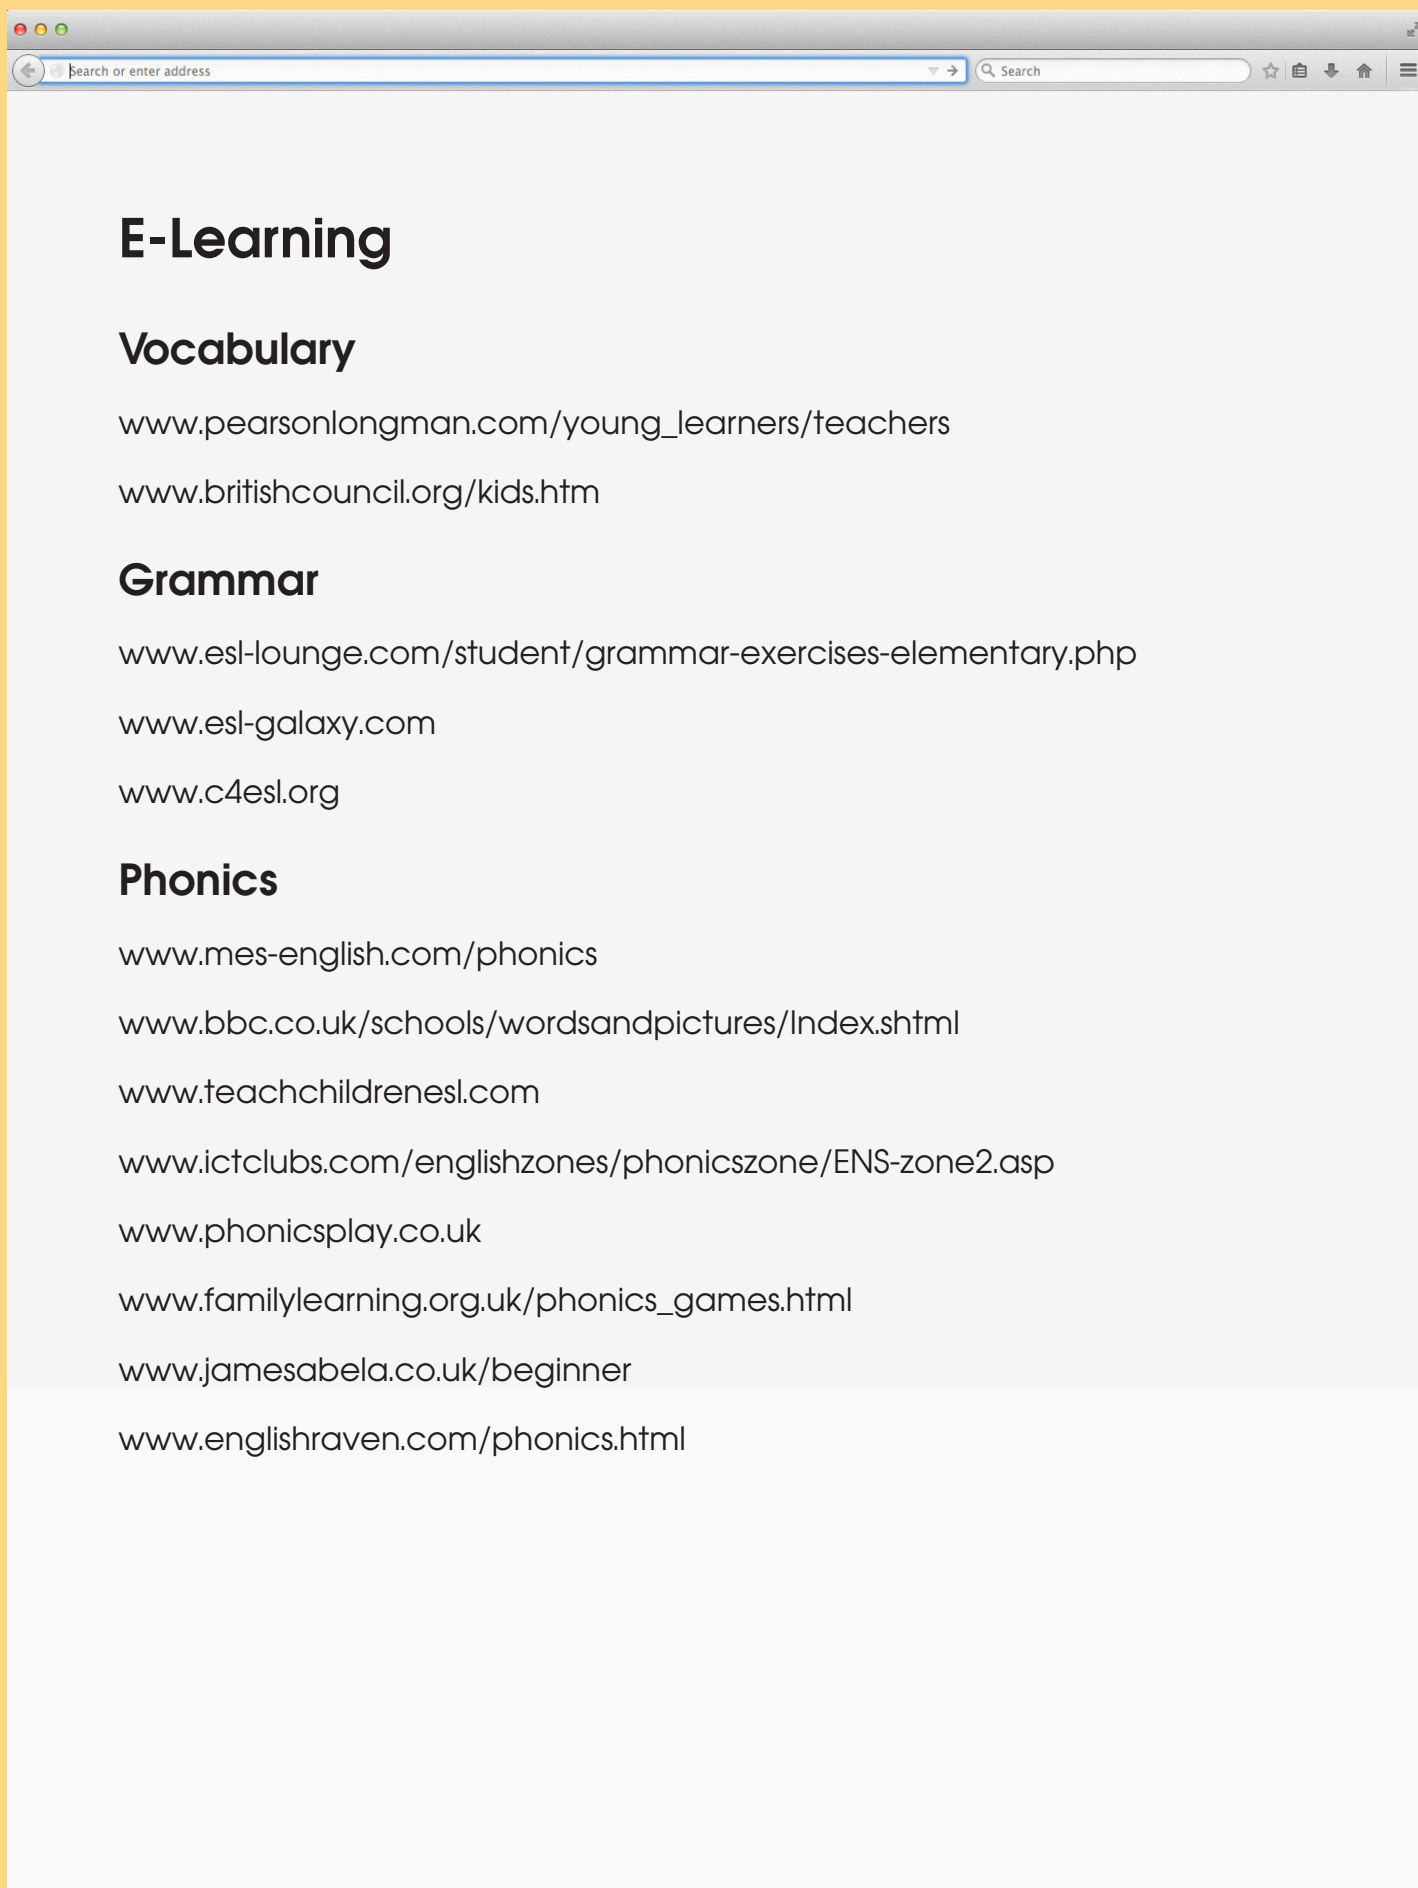 Search or enter address
Search
E-Learning
Vocabulary
www.pearsonlongman.com/young_learners/teachers
www.britishcouncil.org/kids.htm
Grammar
www.esl-lounge.com/student/grammar-exercises-elementary.php
www.esl-galaxy.com
www.c4esl.org
Phonics
www.mes-english.com/phonics
www.bbc.co.uk/schools/wordsandpictures/Index.shtml
www.teachchildrenesl.com
www.ictclubs.com/englishzones/phonicszone/ENS-zone2.asp
www.phonicsplay.co.uk
www.familylearning.org.uk/phonics_games.html
www.jamesabela.co.uk/beginner
www.englishraven.com/phonics.html